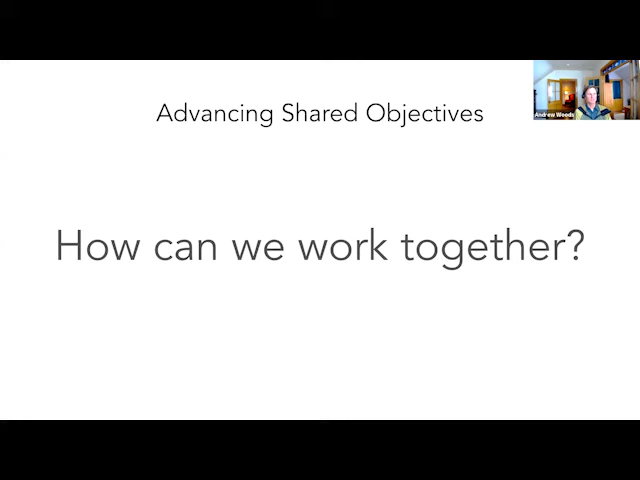 Advancing Shared Objectives
Andrew Woods
How can we work together?